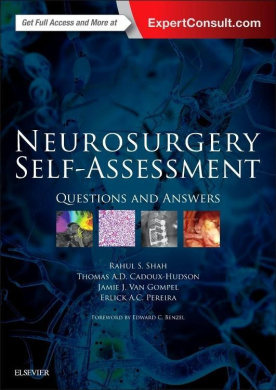 Get Full Access and More at
ExpertConsult.com
NEUROSURGERY
SELF-ASSESSMENT
QUESTIONS AND ANSWERS
RAHUL S. SHAH
THOMAS A.D. CADOUX-HUDSON
JAMIE J. VAN GOMPEL
ERLICK A.C. PEREIRA
FOREWORD BY EDWARD C. BENZEL
ELSEVIER